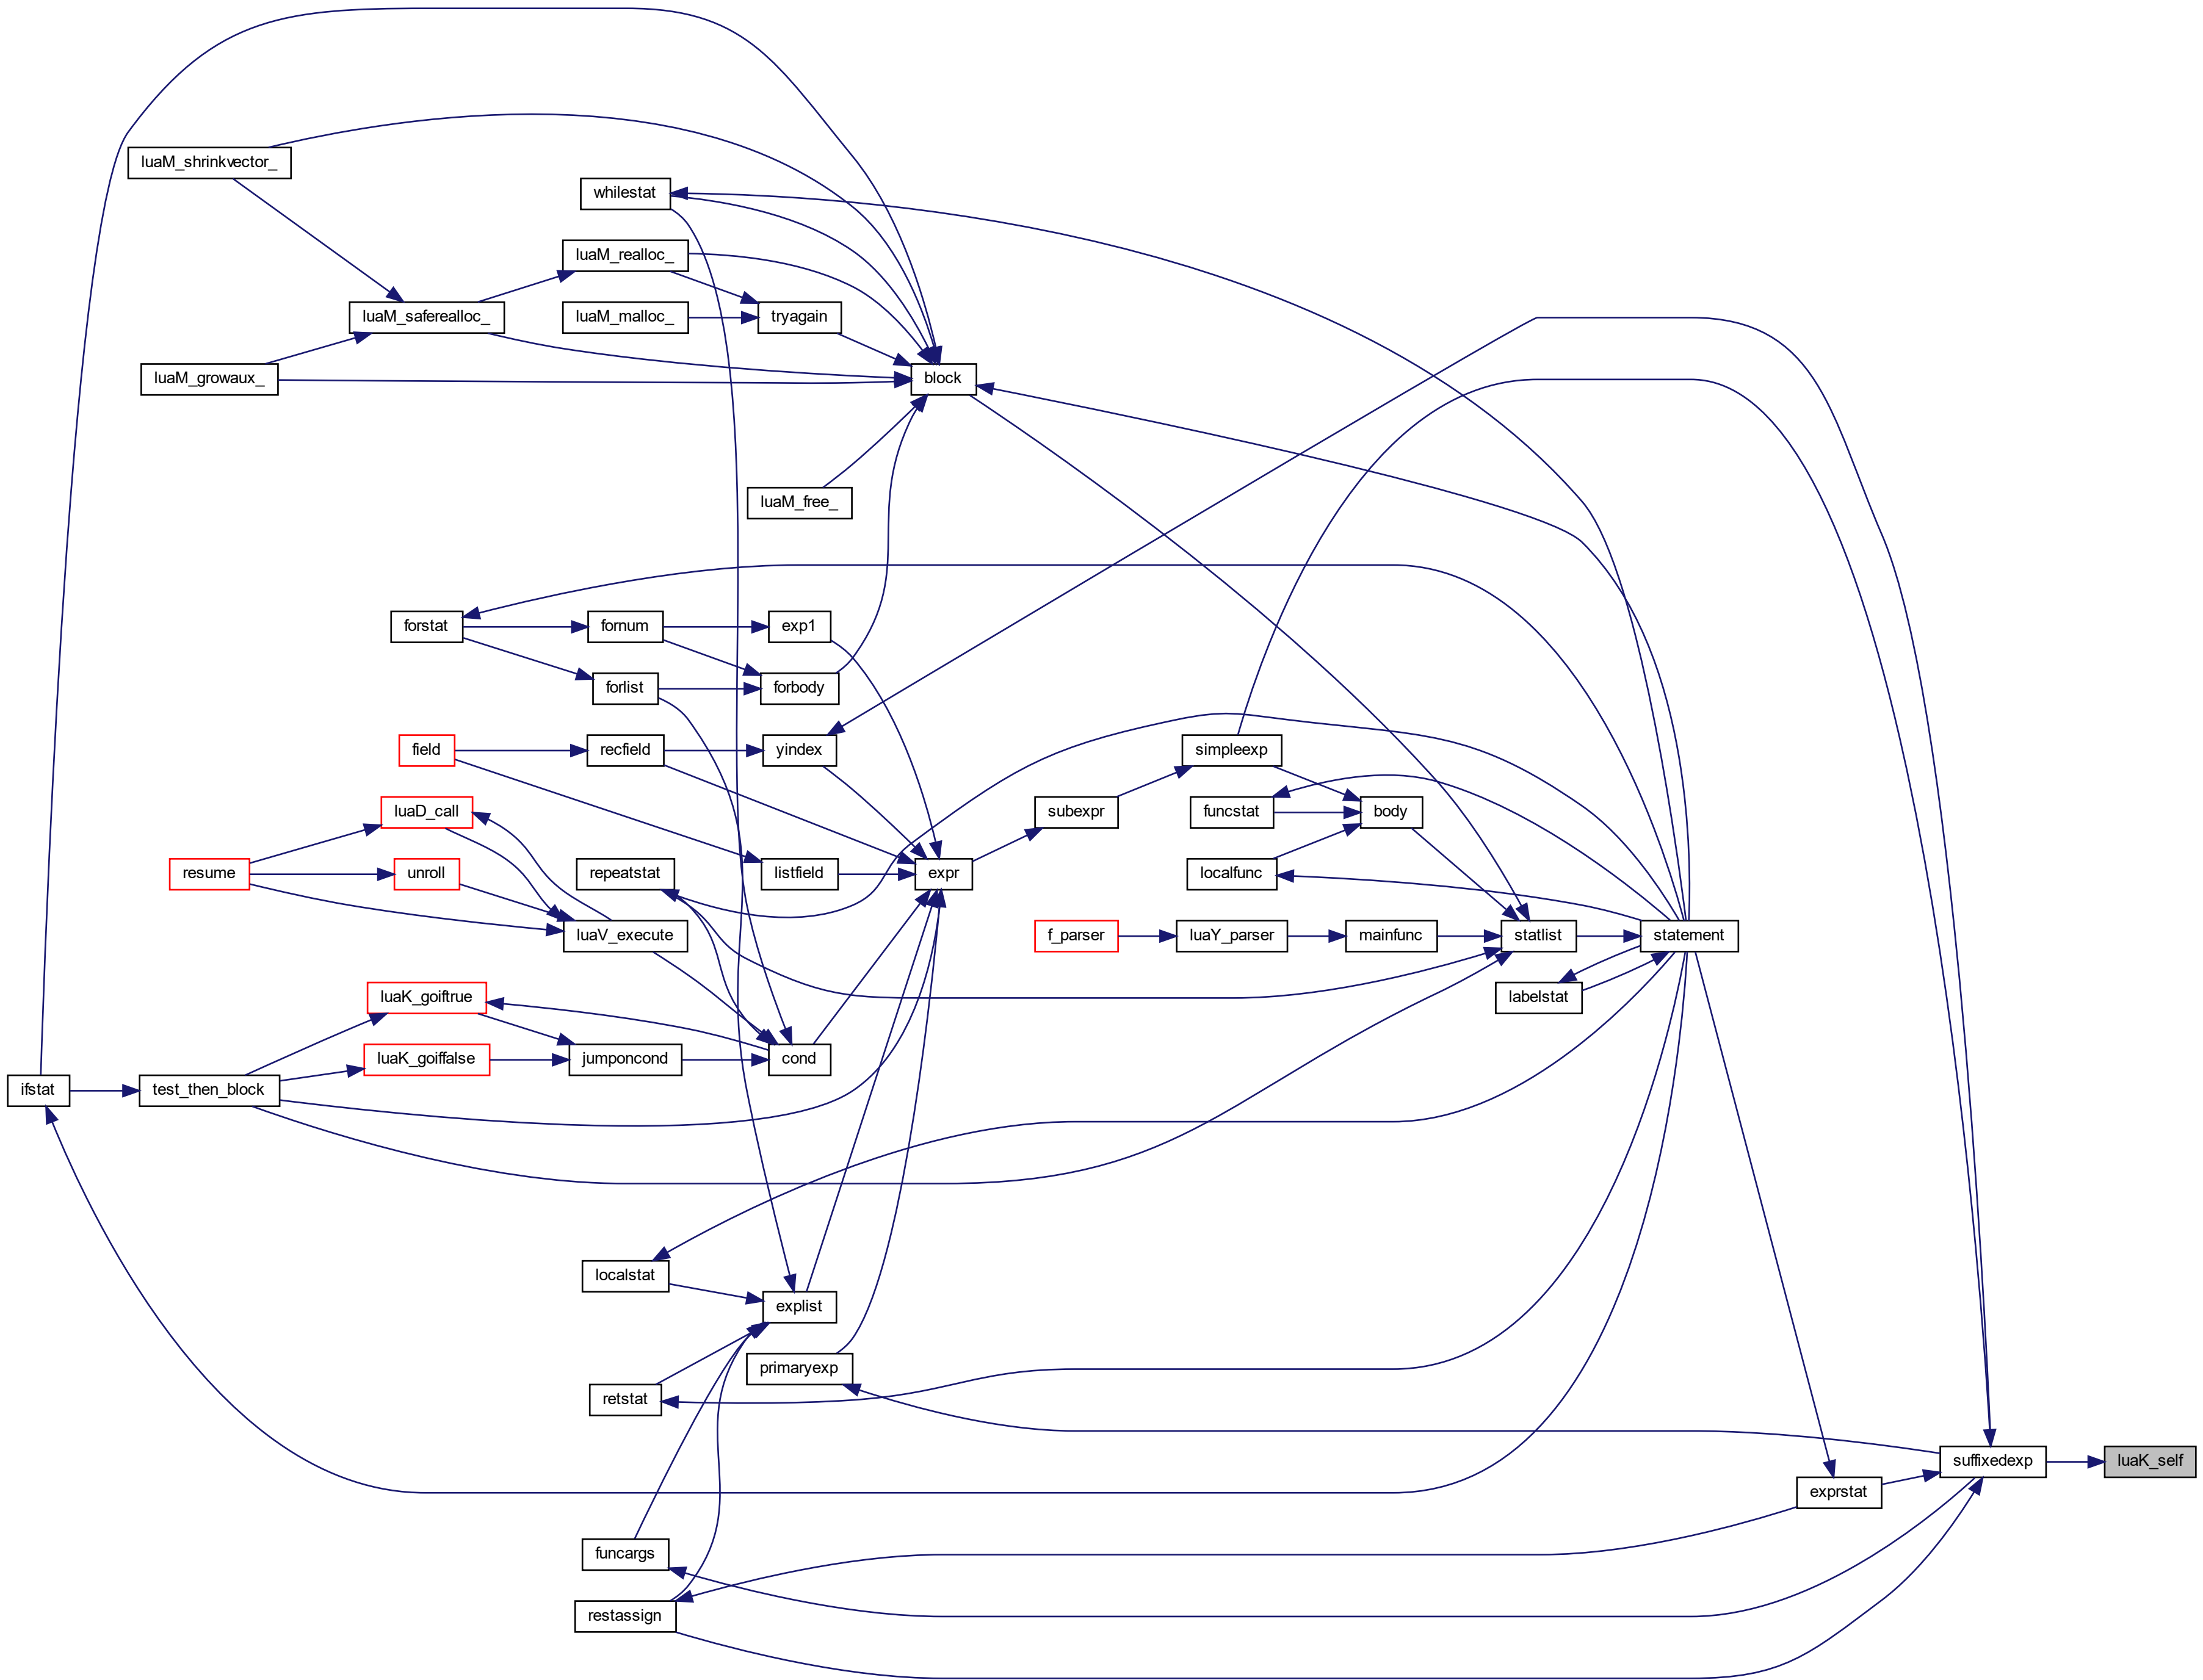 luaM_shrinkvector_
whilestat
luaM_realloc_
luaM_saferealloc_
luaM_malloc_
tryagain
luaM_growaux_
block
luaM_free_
forstat
fornum
exp1
forlist
forbody
field
recfield
yindex
simpleexp
luaD_call
subexpr
funcstat
body
resume
unroll
repeatstat
listfield
expr
localfunc
luaV_execute
f_parser
luaY_parser
mainfunc
statlist
statement
luaK_goiftrue
labelstat
luaK_goiffalse
jumponcond
cond
ifstat
test_then_block
localstat
explist
primaryexp
retstat
suffixedexp
luaK_self
exprstat
funcargs
restassign